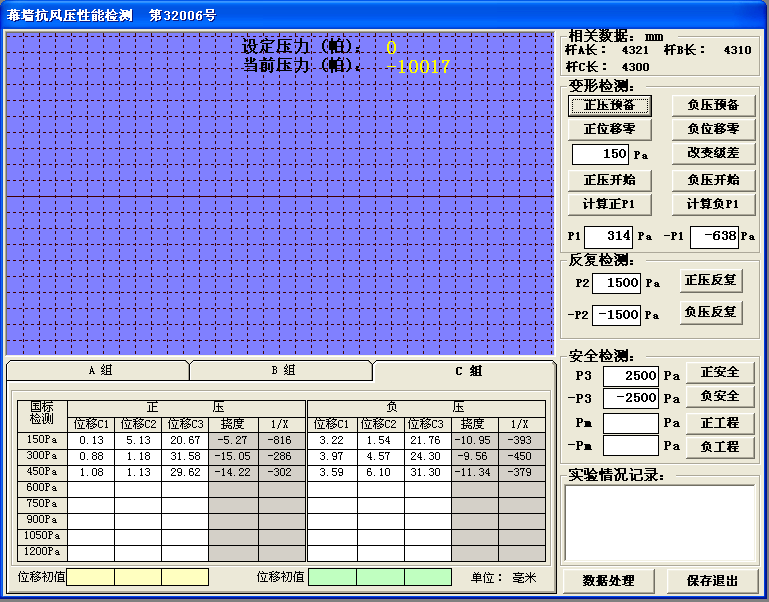 幕墙抗风压性能检测 第32006号
设定压力（帕）： 0
当前压力（帕）： -10017
相关数据： mm
杆A长： 4321 杆B长： 4310
杆C长： 4300
变形检测：
正压预备 负压预备
正位移零 负位移零
150 Pa 改变级差
正压开始 负压开始
计算正P1 计算负P1
P1 314 Pa -P1 -638 Pa
反复检测：
P2 1500 Pa 正压反复
-P2 -1500 Pa 负压反复
安全检测：
P3 2500 Pa 正安全
-P3 -2500 Pa 负安全
Pm Pa 正工程
-Pm Pa 负工程
实验情况记录：
数据处理 保存退出
A 组 B 组 C 组
国标检测 正 压 负 压
位移C1 位移C2 位移C3 挠度 1/X 位移C1 位移C2 位移C3 挠度 1/X
150Pa 0.13 5.13 20.67 -5.27 -816 3.22 1.54 21.76 -10.95 -393
300Pa 0.88 1.18 31.58 -15.05 -286 3.97 4.57 24.30 -9.56 -450
450Pa 1.08 1.13 29.62 -14.22 -302 3.59 6.10 31.30 -11.34 -379
600Pa
750Pa
900Pa
1050Pa
1200Pa
位移初值 位移初值 单位： 毫米